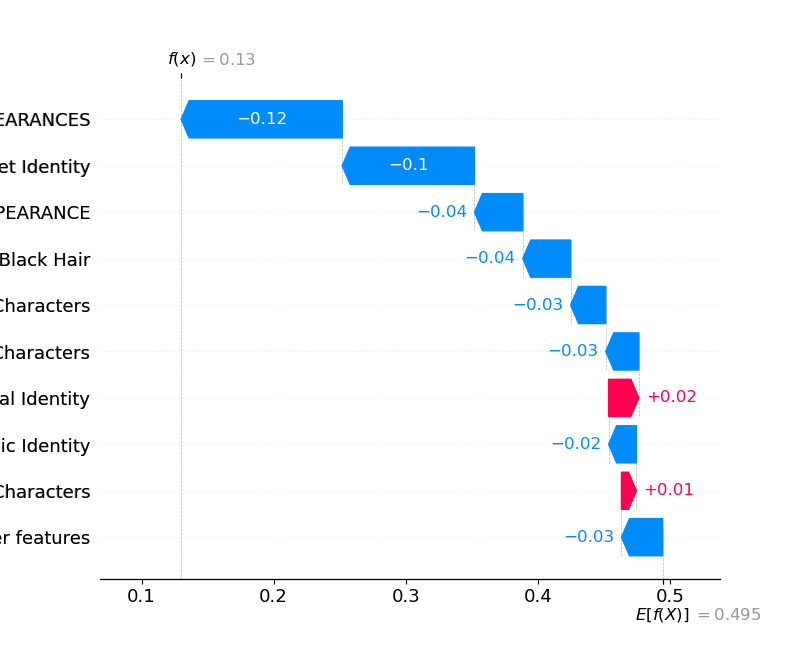 f(x) = 0.13
EARANCES −0.12
et Identity −0.1
PEARANCE −0.04
Black Hair −0.04
Characters −0.03
Characters −0.03
al Identity +0.02
ic Identity −0.02
Characters +0.01
er features −0.03
0.1 0.2 0.3 0.4 0.5
E[f(X)] = 0.495